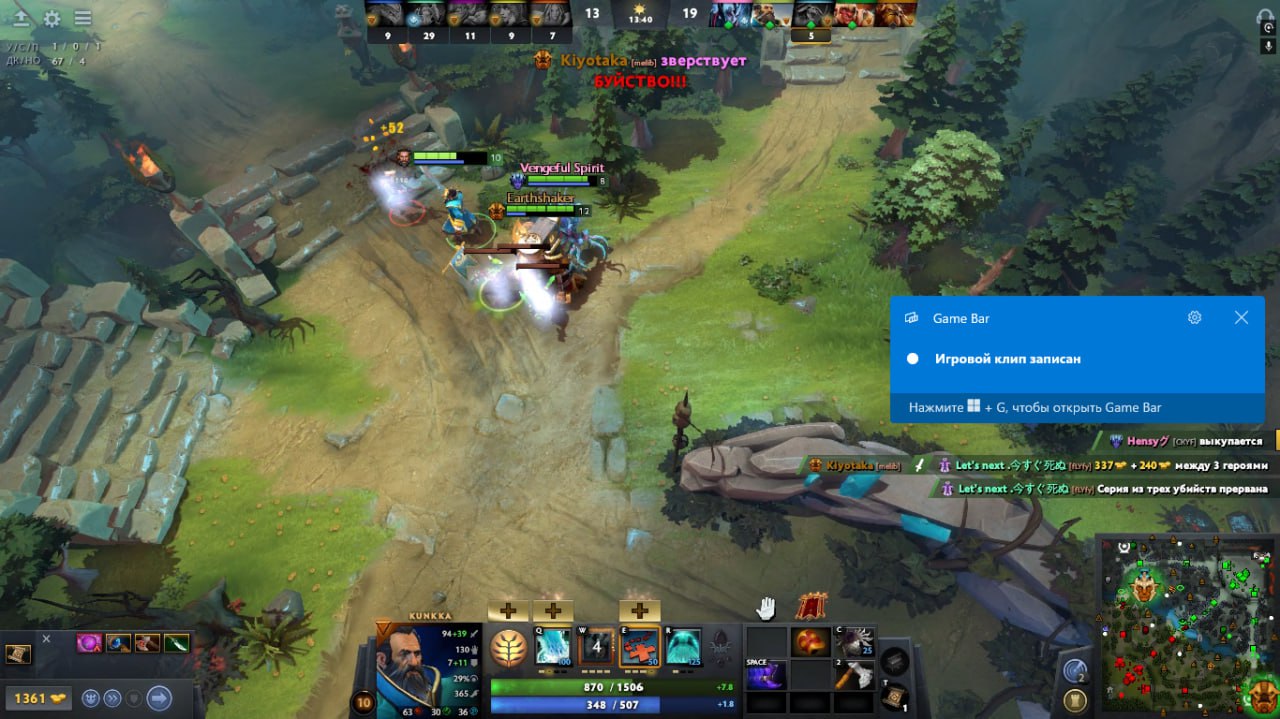 13
13:40
19
9
29
11
9
7
5
У/С/П 1 / 0 / 1
ДК/НО 67 / 4
Kiyotaka [melib] зверствует
БУЙСТВО!!!
+52
10
Vengeful Spirit
8
Earthshaker
12
Game Bar
Игровой клип записан
Нажмите + G, чтобы открыть Game Bar
Hensyグ [CKYF] выкупается
Kiyotaka [melib] Let's next .今すぐ死ぬ [fLYfy] 337 + 240 между 3 героями
Let's next .今すぐ死ぬ [fLYfy] Серия из трех убийств прервана
KUNKKA
94+39
130
7+11
29%
365
10
63
30
36
Q
100
W
4
E
50
R
125
870 / 1506
+7.8
348 / 507
+1.8
C
25
SPACE
2
T
1
2
1361